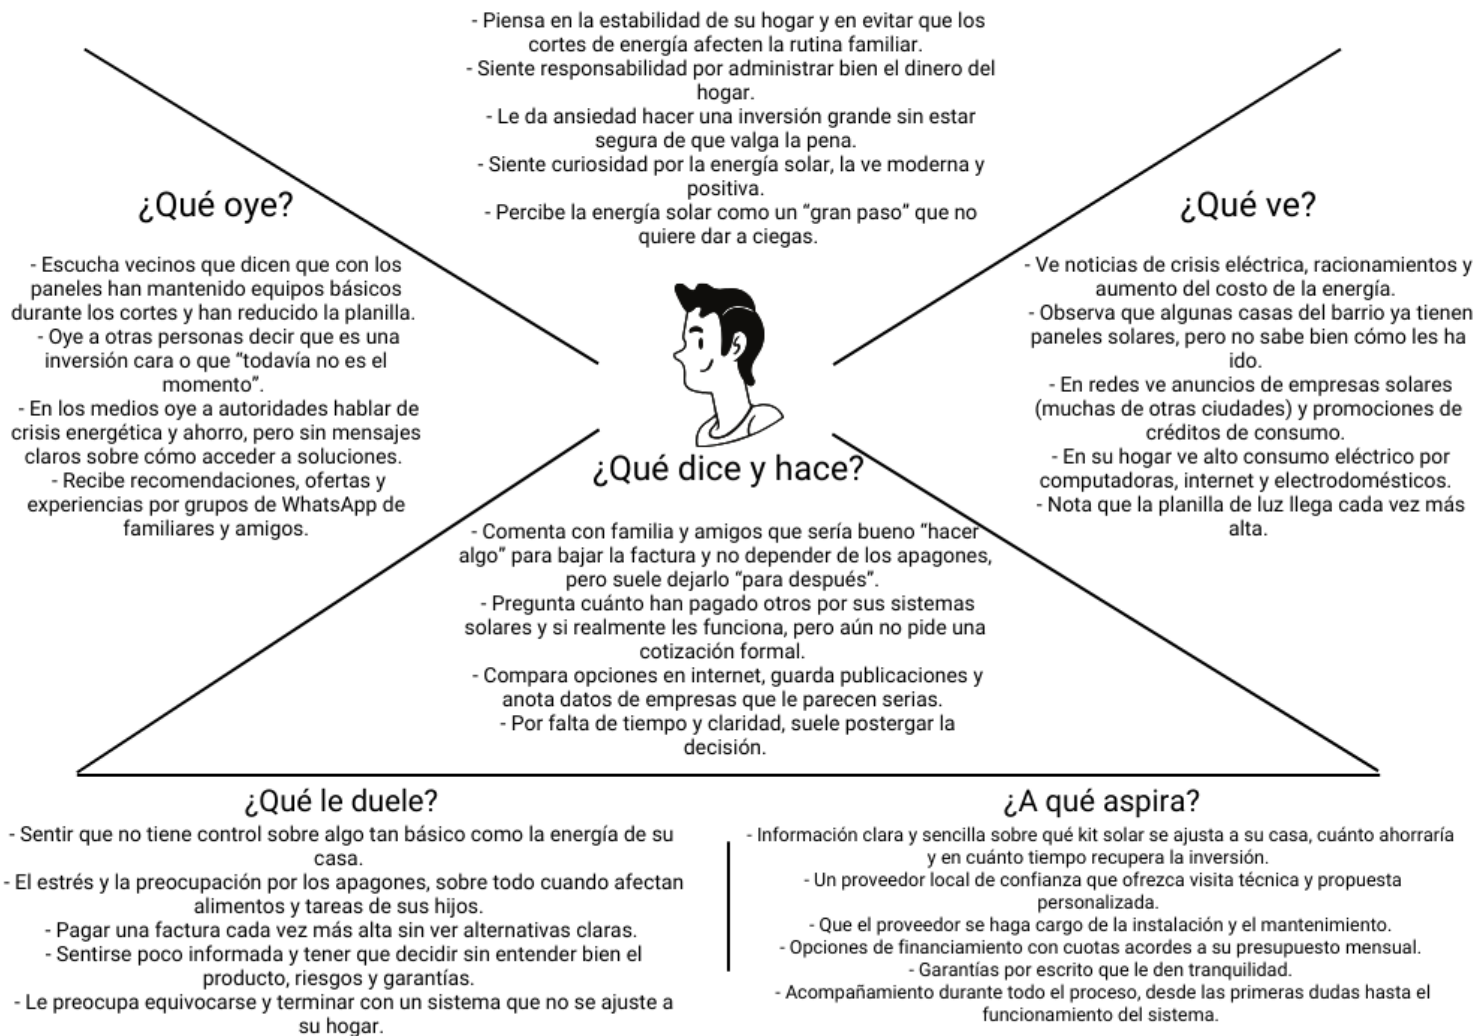 - Piensa en la estabilidad de su hogar y en evitar que los
cortes de energía afecten la rutina familiar.
- Siente responsabilidad por administrar bien el dinero del
hogar.
- Le da ansiedad hacer una inversión grande sin estar
segura de que valga la pena.
- Siente curiosidad por la energía solar, la ve moderna y
positiva.
- Percibe la energía solar como un “gran paso” que no
quiere dar a ciegas.
¿Qué oye?
- Escucha vecinos que dicen que con los
paneles han mantenido equipos básicos
durante los cortes y han reducido la planilla.
- Oye a otras personas decir que es una
inversión cara o que “todavía no es el
momento”.
- En los medios oye a autoridades hablar de
crisis energética y ahorro, pero sin mensajes
claros sobre cómo acceder a soluciones.
- Recibe recomendaciones, ofertas y
experiencias por grupos de WhatsApp de
familiares y amigos.
¿Qué ve?
- Ve noticias de crisis eléctrica, racionamientos y
aumento del costo de la energía.
- Observa que algunas casas del barrio ya tienen
paneles solares, pero no sabe bien cómo les ha
ido.
- En redes ve anuncios de empresas solares
(muchas de otras ciudades) y promociones de
créditos de consumo.
- En su hogar ve alto consumo eléctrico por
computadoras, internet y electrodomésticos.
- Nota que la planilla de luz llega cada vez más
alta.
¿Qué dice y hace?
- Comenta con familia y amigos que sería bueno “hacer
algo” para bajar la factura y no depender de los apagones,
pero suele dejarlo “para después”.
- Pregunta cuánto han pagado otros por sus sistemas
solares y si realmente les funciona, pero aún no pide una
cotización formal.
- Compara opciones en internet, guarda publicaciones y
anota datos de empresas que le parecen serias.
- Por falta de tiempo y claridad, suele postergar la
decisión.
¿Qué le duele?
- Sentir que no tiene control sobre algo tan básico como la energía de su
casa.
- El estrés y la preocupación por los apagones, sobre todo cuando afectan
alimentos y tareas de sus hijos.
- Pagar una factura cada vez más alta sin ver alternativas claras.
- Sentirse poco informada y tener que decidir sin entender bien el
producto, riesgos y garantías.
- Le preocupa equivocarse y terminar con un sistema que no se ajuste a
su hogar.
¿A qué aspira?
- Información clara y sencilla sobre qué kit solar se ajusta a su casa, cuánto ahorraría
y en cuánto tiempo recupera la inversión.
- Un proveedor local de confianza que ofrezca visita técnica y propuesta
personalizada.
- Que el proveedor se haga cargo de la instalación y el mantenimiento.
- Opciones de financiamiento con cuotas acordes a su presupuesto mensual.
- Garantías por escrito que le den tranquilidad.
- Acompañamiento durante todo el proceso, desde las primeras dudas hasta el
funcionamiento del sistema.